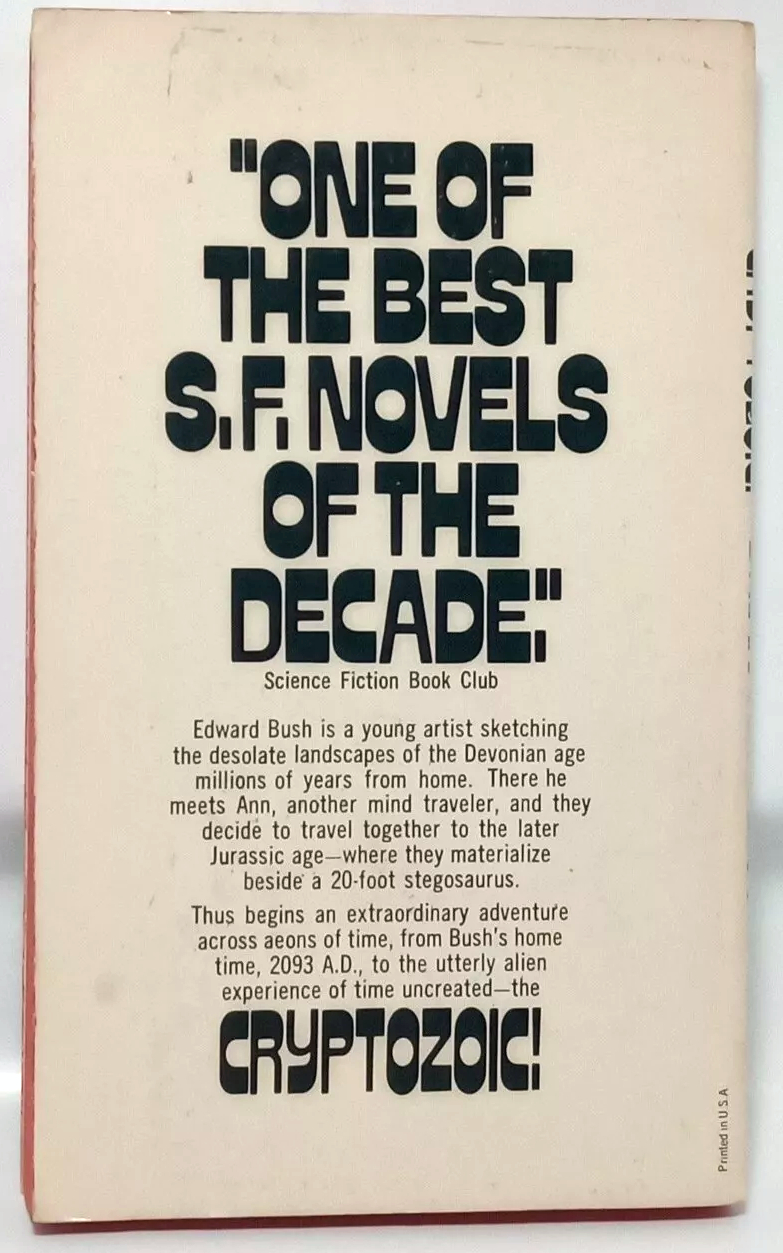 "ONE OF
THE BEST
S.F. NOVELS
OF THE
DECADE."
Science Fiction Book Club
Edward Bush is a young artist sketching
the desolate landscapes of the Devonian age
millions of years from home. There he
meets Ann, another mind traveler, and they
decide to travel together to the later
Jurassic age—where they materialize
beside a 20-foot stegosaurus.
Thus begins an extraordinary adventure
across aeons of time, from Bush's home
time, 2093 A.D., to the utterly alien
experience of time uncreated—the
CRYPTOZOIC!
Printed in U.S.A